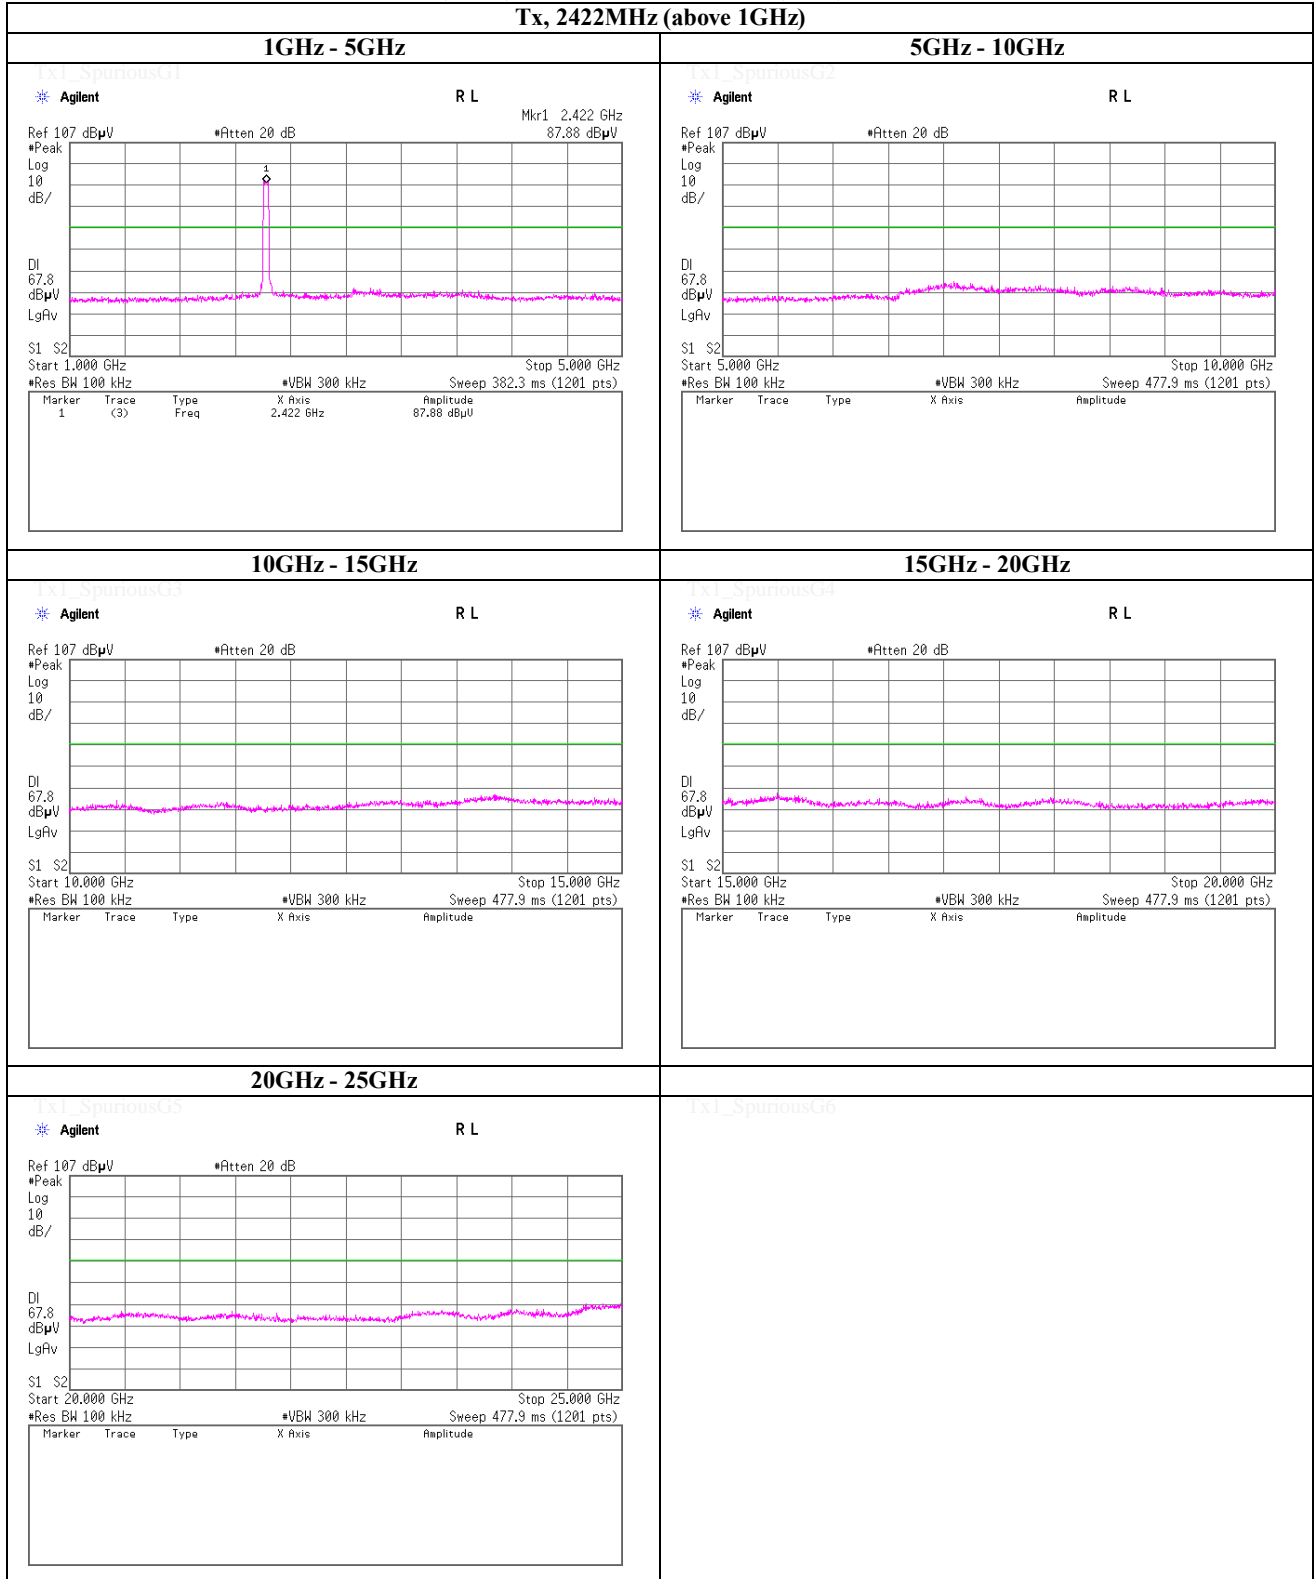 Tx, 2422MHz (above 1GHz)
1GHz - 5GHz
5GHz - 10GHz
Tx1_SpuriousG1
Agilent
R L
Mkr1 2.422 GHz
Ref 107 dBµV
#Atten 20 dB
87.88 dBµV
#Peak
Log
10
dB/
1
DI
67.8
dBµV
LgAv
S1 S2
Start 1.000 GHz
Stop 5.000 GHz
#Res BW 100 kHz
#VBW 300 kHz
Sweep 382.3 ms (1201 pts)
Marker Trace Type X Axis Amplitude
1 (3) Freq 2.422 GHz 87.88 dBµV
Tx1_SpuriousG2
Agilent
R L
Ref 107 dBµV
#Atten 20 dB
#Peak
Log
10
dB/
DI
67.8
dBµV
LgAv
S1 S2
Start 5.000 GHz
Stop 10.000 GHz
#Res BW 100 kHz
#VBW 300 kHz
Sweep 477.9 ms (1201 pts)
Marker Trace Type X Axis Amplitude
10GHz - 15GHz
15GHz - 20GHz
Tx1_SpuriousG3
Agilent
R L
Ref 107 dBµV
#Atten 20 dB
#Peak
Log
10
dB/
DI
67.8
dBµV
LgAv
S1 S2
Start 10.000 GHz
Stop 15.000 GHz
#Res BW 100 kHz
#VBW 300 kHz
Sweep 477.9 ms (1201 pts)
Marker Trace Type X Axis Amplitude
Tx1_SpuriousG4
Agilent
R L
Ref 107 dBµV
#Atten 20 dB
#Peak
Log
10
dB/
DI
67.8
dBµV
LgAv
S1 S2
Start 15.000 GHz
Stop 20.000 GHz
#Res BW 100 kHz
#VBW 300 kHz
Sweep 477.9 ms (1201 pts)
Marker Trace Type X Axis Amplitude
20GHz - 25GHz
Tx1_SpuriousG5
Agilent
R L
Ref 107 dBµV
#Atten 20 dB
#Peak
Log
10
dB/
DI
67.8
dBµV
LgAv
S1 S2
Start 20.000 GHz
Stop 25.000 GHz
#Res BW 100 kHz
#VBW 300 kHz
Sweep 477.9 ms (1201 pts)
Marker Trace Type X Axis Amplitude
Tx1_SpuriousG6